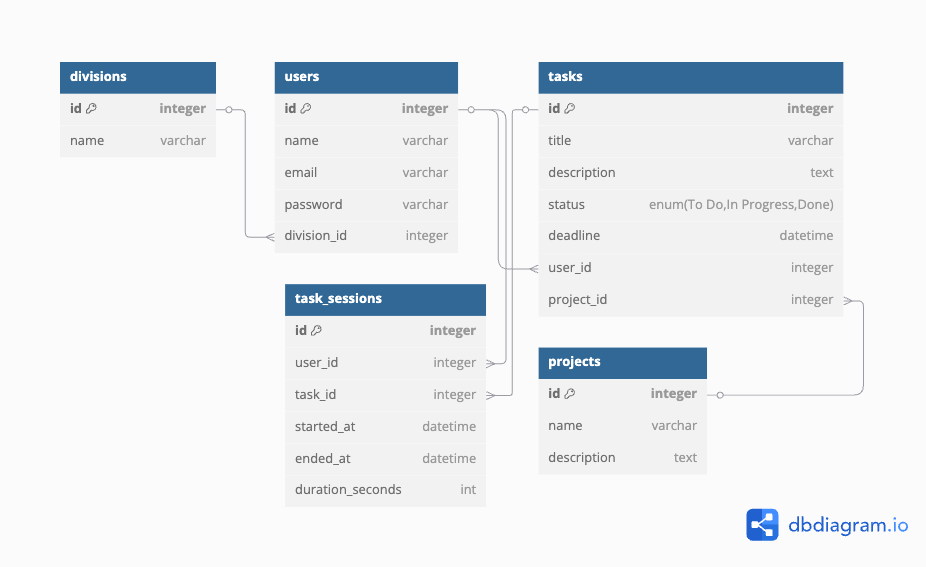 divisions
id integer
name varchar
users
id integer
name varchar
email varchar
password varchar
division_id integer
tasks
id integer
title varchar
description text
status enum(To Do,In Progress,Done)
deadline datetime
user_id integer
project_id integer
task_sessions
id integer
user_id integer
task_id integer
started_at datetime
ended_at datetime
duration_seconds int
projects
id integer
name varchar
description text
dbdiagram.io